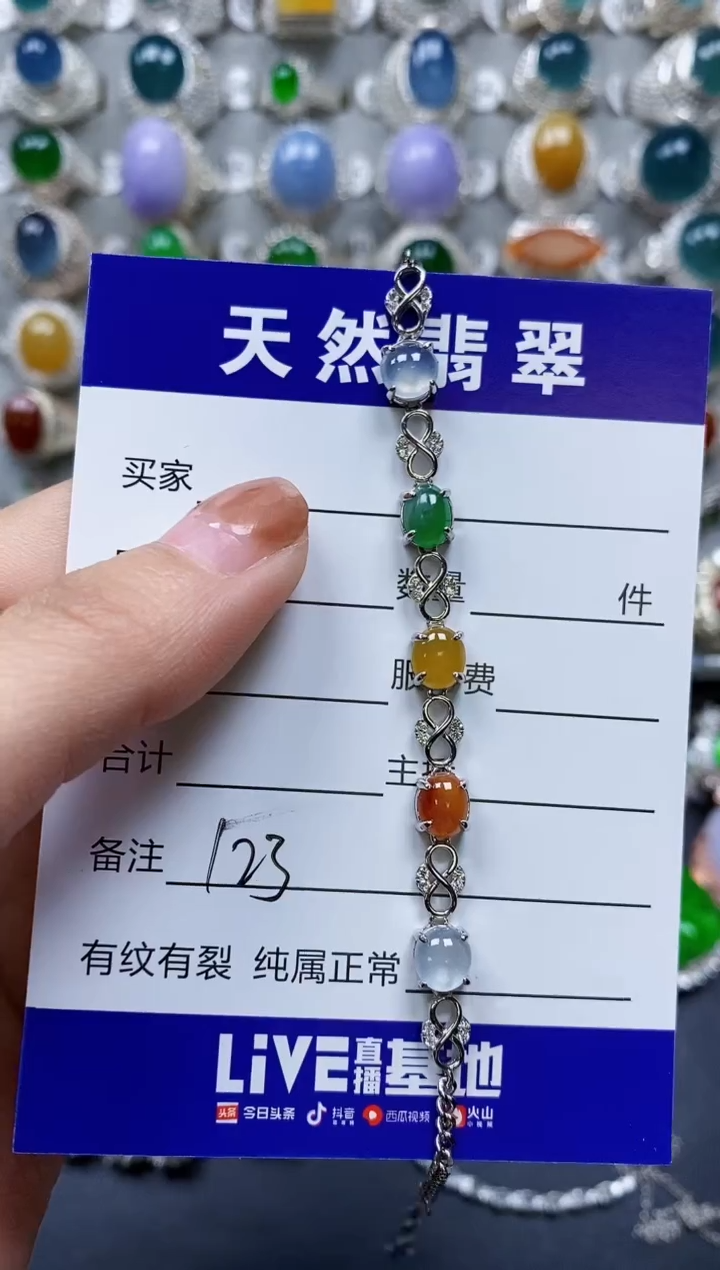 天然翡翠
买家
数量 件
服 费
合计 主
备注 123
有纹有裂 纯属正常
LiVE直播基地
头条 今日头条 抖音 西瓜视频 火山